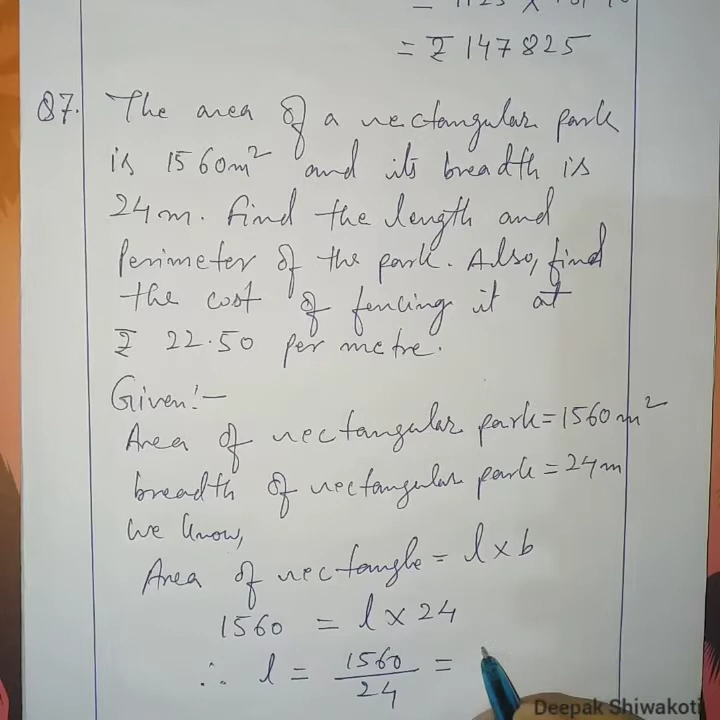 = ₹ 147825
Q7. The area of a rectangular park
is 1560m² and its breadth is
24m. Find the length and
Perimeter of the park. Also, find
the cost of fencing it at
₹ 22.50 per metre.
Given:-
Area of rectangular park = 1560m²
breadth of rectangular park = 24m
We know,
Area of rectangle = l × b
1560 = l × 24
∴ l = 1560/24 =
Deepak Shiwakoti